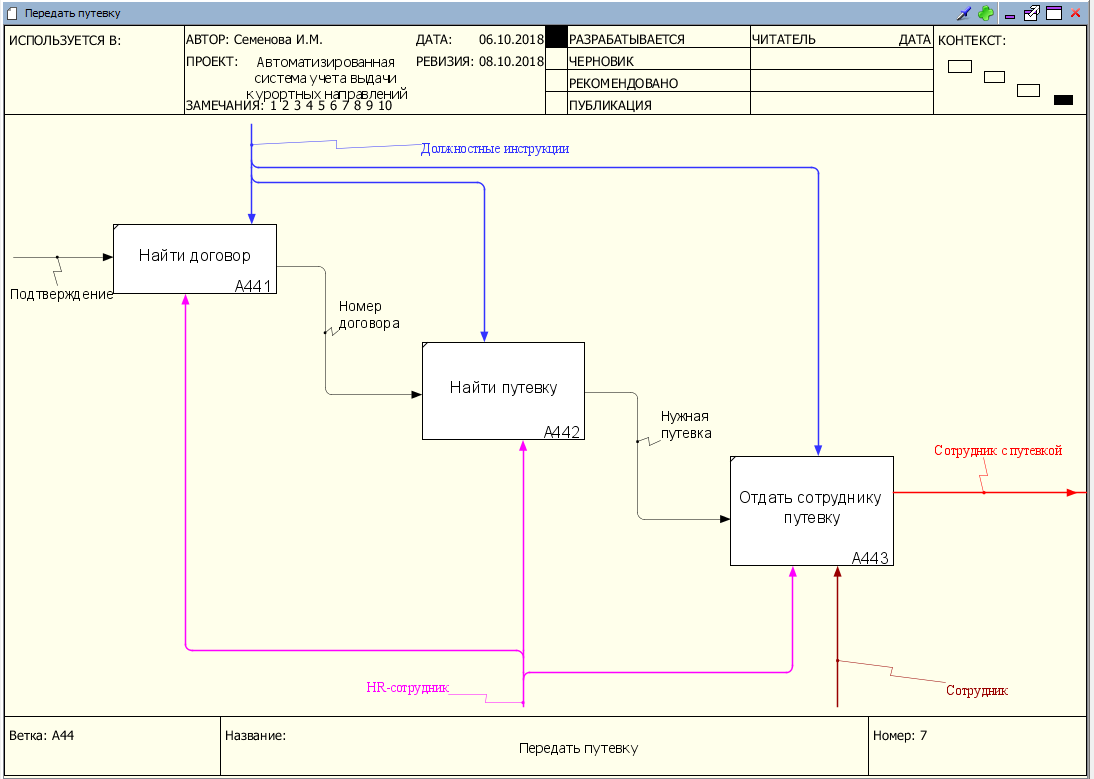 Передать путевку
ИСПОЛЬЗУЕТСЯ В:
АВТОР: Семенова И.М.
ДАТА: 06.10.2018
РАЗРАБАТЫВАЕТСЯ
ЧИТАТЕЛЬ
ДАТА
КОНТЕКСТ:
ПРОЕКТ: Автоматизированная
система учета выдачи
курортных направлений
РЕВИЗИЯ: 08.10.2018
ЧЕРНОВИК
РЕКОМЕНДОВАНО
ЗАМЕЧАНИЯ: 1 2 3 4 5 6 7 8 9 10
ПУБЛИКАЦИЯ
Должностные инструкции
Найти договор
A441
Подтверждение
Номер
договора
Найти путевку
A442
Нужная
путевка
Сотрудник с путевкой
Отдать сотруднику
путевку
A443
HR-сотрудник
Сотрудник
Ветка: A44
Название:
Передать путевку
Номер: 7